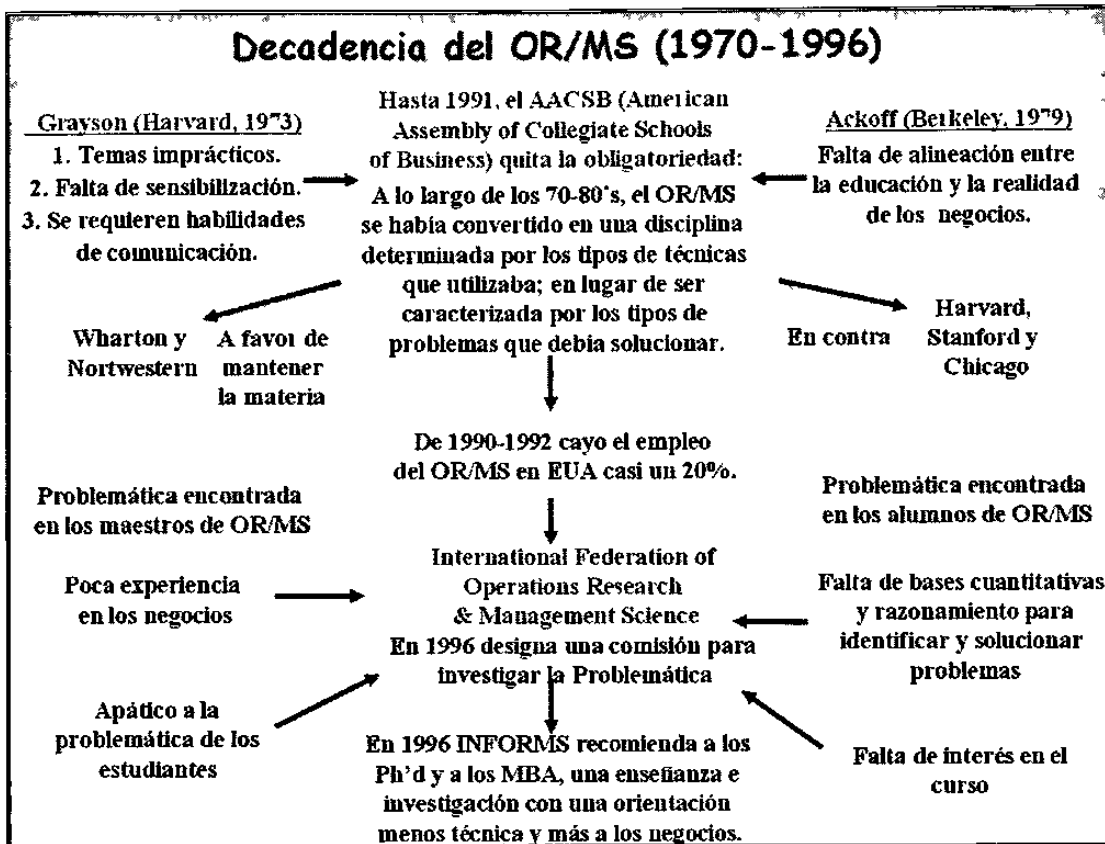 Decadencia del OR/MS (1970-1996)
Grayson (Harvard, 1973)
1. Temas imprácticos.
2. Falta de sensibilización.
3. Se requieren habilidades
de comunicación.
Hasta 1991, el AACSB (American
Assembly of Collegiate Schools
of Business) quita la obligatoriedad:
A lo largo de los 70-80's, el OR/MS
se había convertido en una disciplina
determinada por los tipos de técnicas
que utilizaba; en lugar de ser
caracterizada por los tipos de
problemas que debia solucionar.
Ackoff (Berkeley, 1979)
Falta de alineación entre
la educación y la realidad
de los negocios.
Wharton y
Nortwestern
A favor de
mantener
la materia
En contra
Harvard,
Stanford y
Chicago
De 1990-1992 cayo el empleo
del OR/MS en EUA casi un 20%.
Problemática encontrada
en los maestros de OR/MS
Problemática encontrada
en los alumnos de OR/MS
Poca experiencia
en los negocios
International Federation of
Operations Research
& Management Science
En 1996 designa una comisión para
investigar la Problemática
Falta de bases cuantitativas
y razonamiento para
identificar y solucionar
problemas
Apático a la
problemática de los
estudiantes
En 1996 INFORMS recomienda a los
Ph'd y a los MBA, una enseñanza e
investigación con una orientación
menos técnica y más a los negocios.
Falta de interés en el
curso